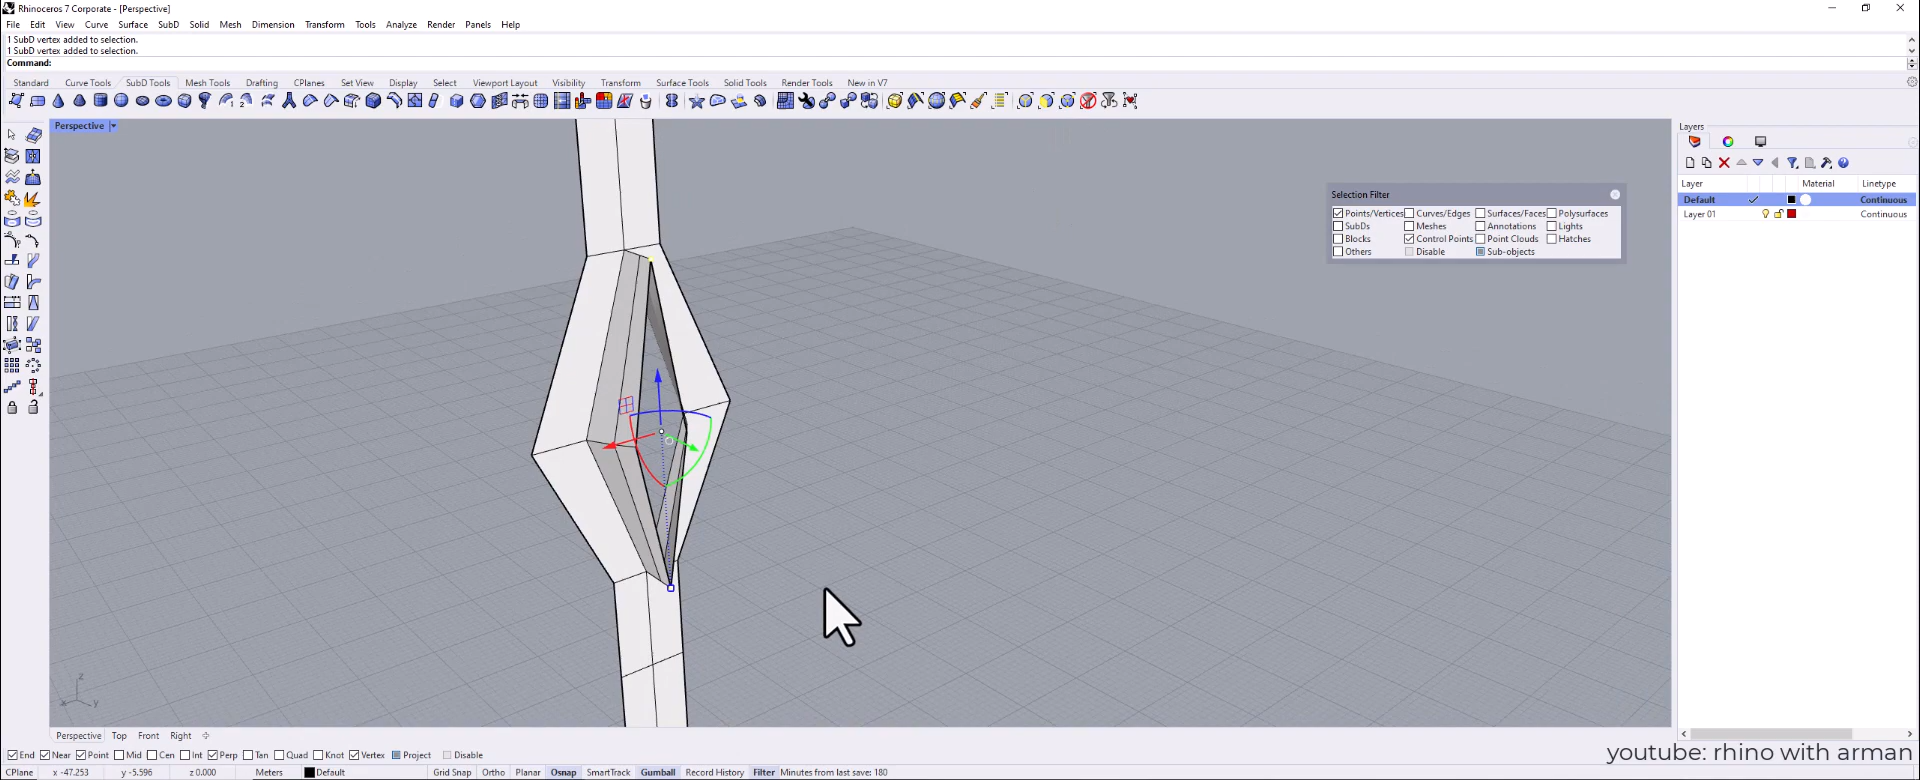 Rhinoceros 7 Corporate - [Perspective]
File Edit View Curve Surface SubD Solid Mesh Dimension Transform Tools Analyze Render Panels Help
1 SubD vertex added to selection.
1 SubD vertex added to selection.
Command:
Standard Curve Tools SubD Tools Mesh Tools Drafting CPlanes Set View Display Select Viewport Layout Visibility Transform Surface Tools Solid Tools Render Tools New in V7
Perspective
Layers
Layer Material Linetype
Default Continuous
Layer 01 Continuous
Selection Filter
Points/Vertices Curves/Edges Surfaces/Faces Polysurfaces
SubDs Meshes Annotations Lights
Blocks Control Points Point Clouds Hatches
Others Disable Sub-objects
z
x y
Perspective Top Front Right
End Near Point Mid Cen Int Perp Tan Quad Knot Vertex Project Disable
youtube: rhino with arman
CPlane x -47.253 y -5.596 z 0.000 Meters Default Grid Snap Ortho Planar Osnap SmartTrack Gumball Record History Filter Minutes from last save: 180